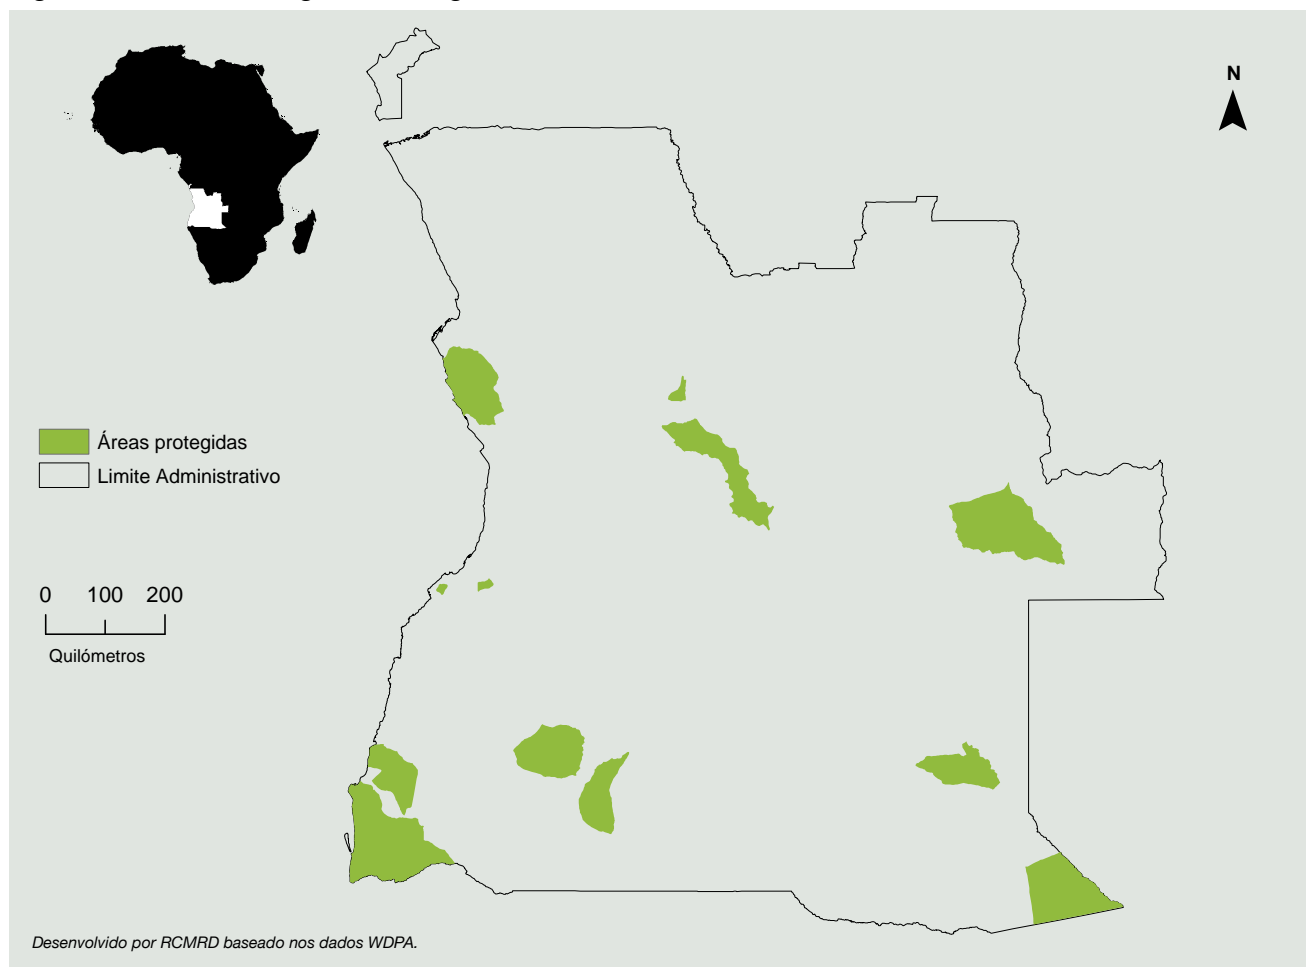 N
Áreas protegidas
Limite Administrativo
0 100 200
Quilómetros
Desenvolvido por RCMRD baseado nos dados WDPA.